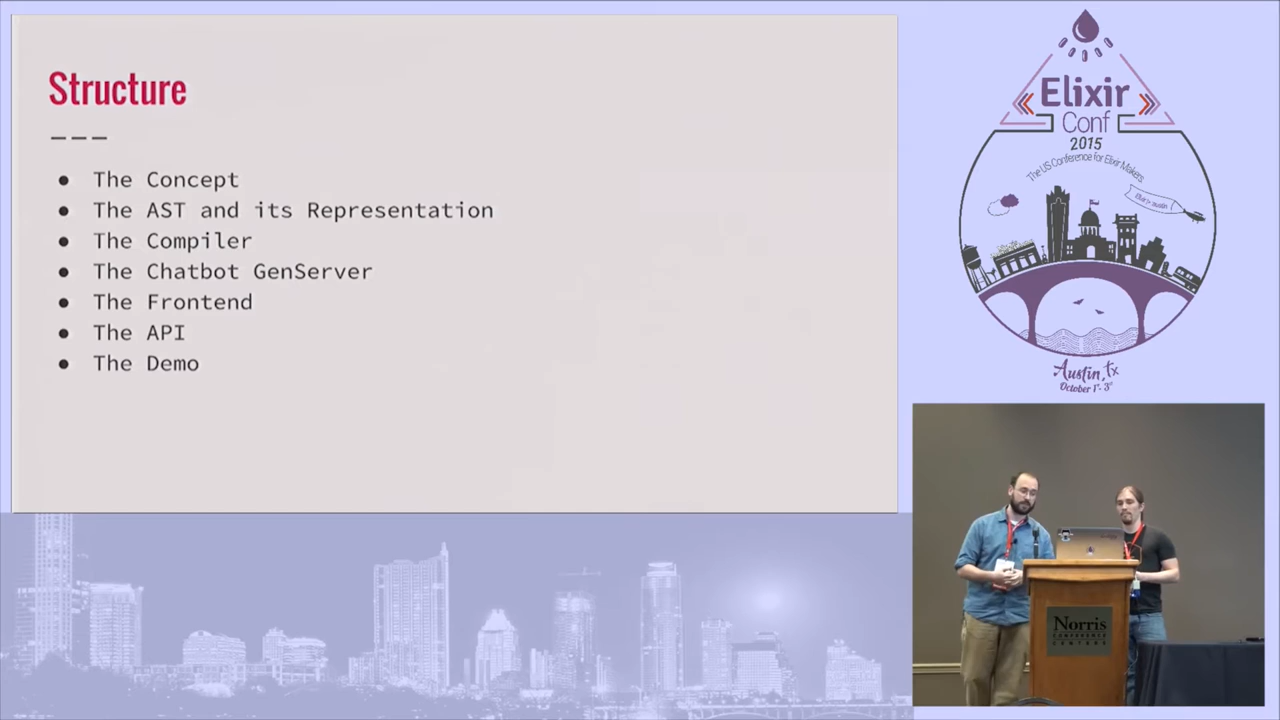 Structure
---
● The Concept
● The AST and its Representation
● The Compiler
● The Chatbot GenServer
● The Frontend
● The API
● The Demo
Elixir
Conf
2015
The US Conference for Elixir Makers
Austin, TX
October 1st - 3rd
Norris
CONFERENCE
CENTERS